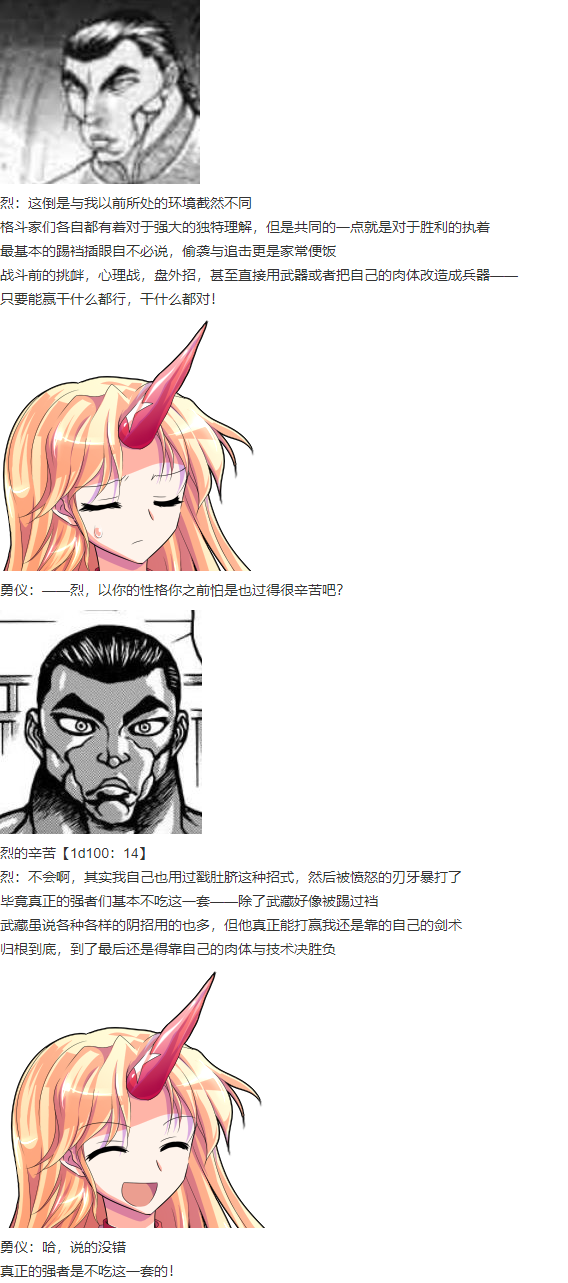 烈：这倒是与我以前所处的环境截然不同
格斗家们各自都有着对于强大的独特理解，但是共同的一点就是对于胜利的执着
最基本的踢裆插眼自不必说，偷袭与追击更是家常便饭
战斗前的挑衅，心理战，盘外招，甚至直接用武器或者把自己的肉体改造成兵器——
只要能赢干什么都行，干什么都对！
勇仪：——烈，以你的性格你之前怕是也过得很辛苦吧？
烈的辛苦【1d100：14】
烈：不会啊，其实我自己也用过戳肚脐这种招式，然后被愤怒的刃牙暴打了
毕竟真正的强者们基本不吃这一套——除了武藏好像被踢过裆
武藏虽说各种各样的阴招用的也多，但他真正能打赢我还是靠的自己的剑术
归根到底，到了最后还是得靠自己的肉体与技术决胜负
勇仪：哈，说的没错
真正的强者是不吃这一套的！